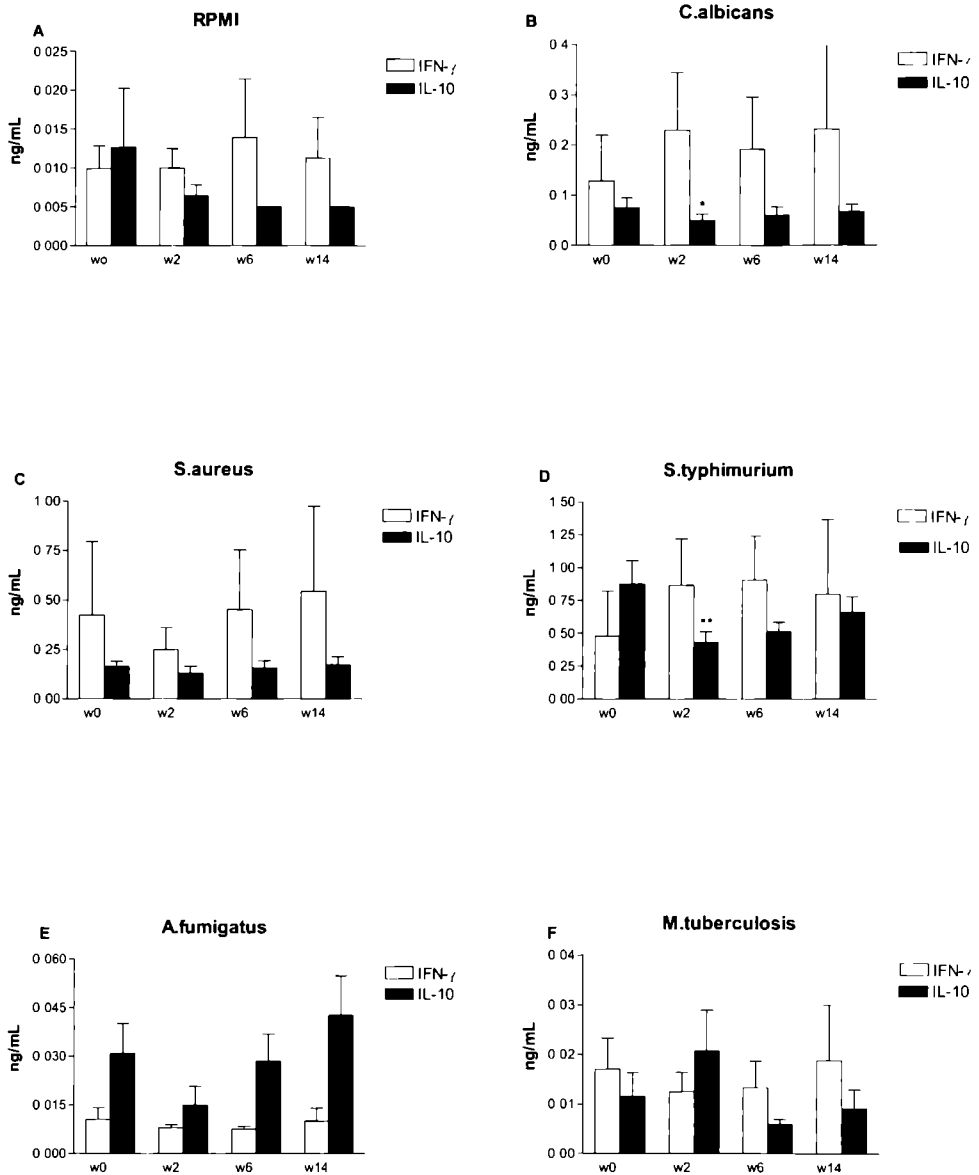 A
RPMI
0 025
0.020
0.015
0.010
0.005
0 000
ng/mL
wo
w2
w6
w14
IFN-γ
IL-10
B
C.albicans
0 4
0 3
0.2
0.1
0.0
ng/mL
w0
w2
w6
w14
*
IFN-γ
IL-10
C
S.aureus
1 00
0.75
0.50
0.25
0 00
ng/mL
w0
w2
w6
w14
IFN-γ
IL-10
D
S.typhimurium
1 50
1.25
1.00
0.75
0 50
0.25
0 00
ng/mL
w0
w2
w6
w14
**
IFN-γ
IL-10
E
A.fumigatus
0 060
0.045
0.030
0.015
0.000
ng/mL
w0
w2
w6
w14
IFN-γ
IL-10
F
M.tuberculosis
0 04
0.03
0.02
0.01
0.00
ng/mL
w0
w2
w6
w14
IFN-γ
IL-10